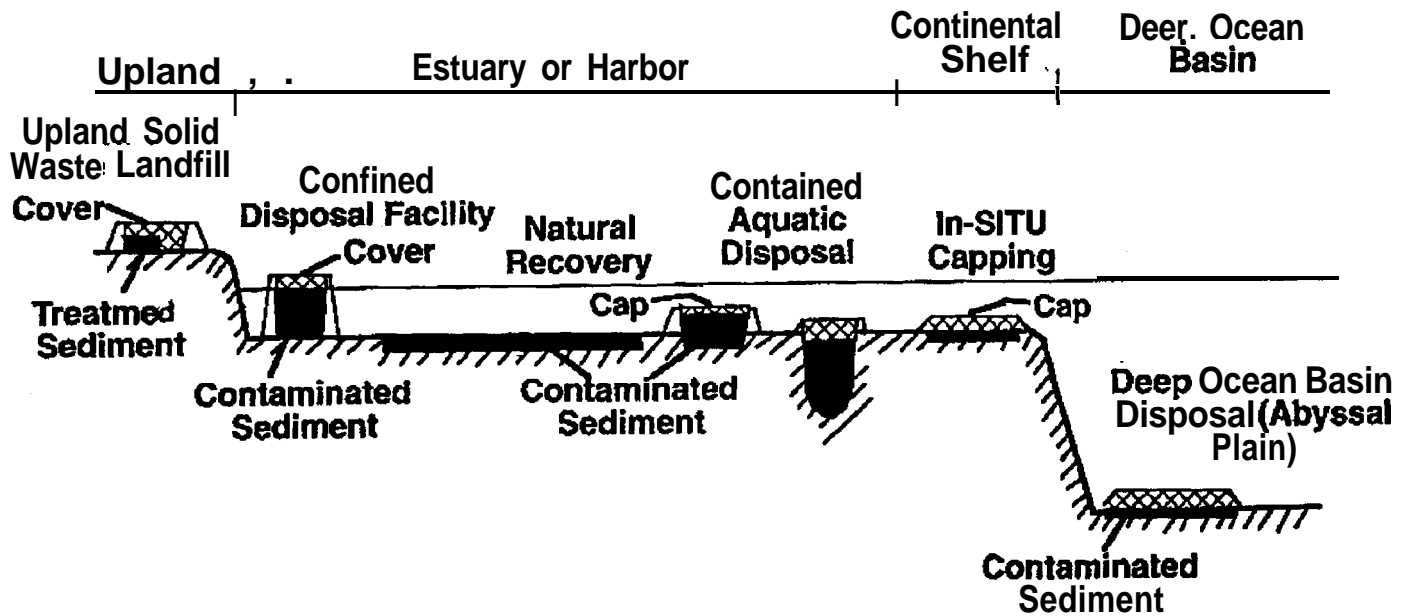 Upland , .
Estuary or Harbor
Continental
Shelf
Deer. Ocean
Basin
Upland Solid
Waste Landfill
Cover
Treatmed
Sediment
Confined
Disposal Facility
Cover
Contaminated
Sediment
Natural
Recovery
Contained
Aquatic
Disposal
Cap
Contaminated
Sediment
In-SITU
Capping
Cap
Deep Ocean Basin
Disposal (Abyssal
Plain)
Contaminated
Sediment